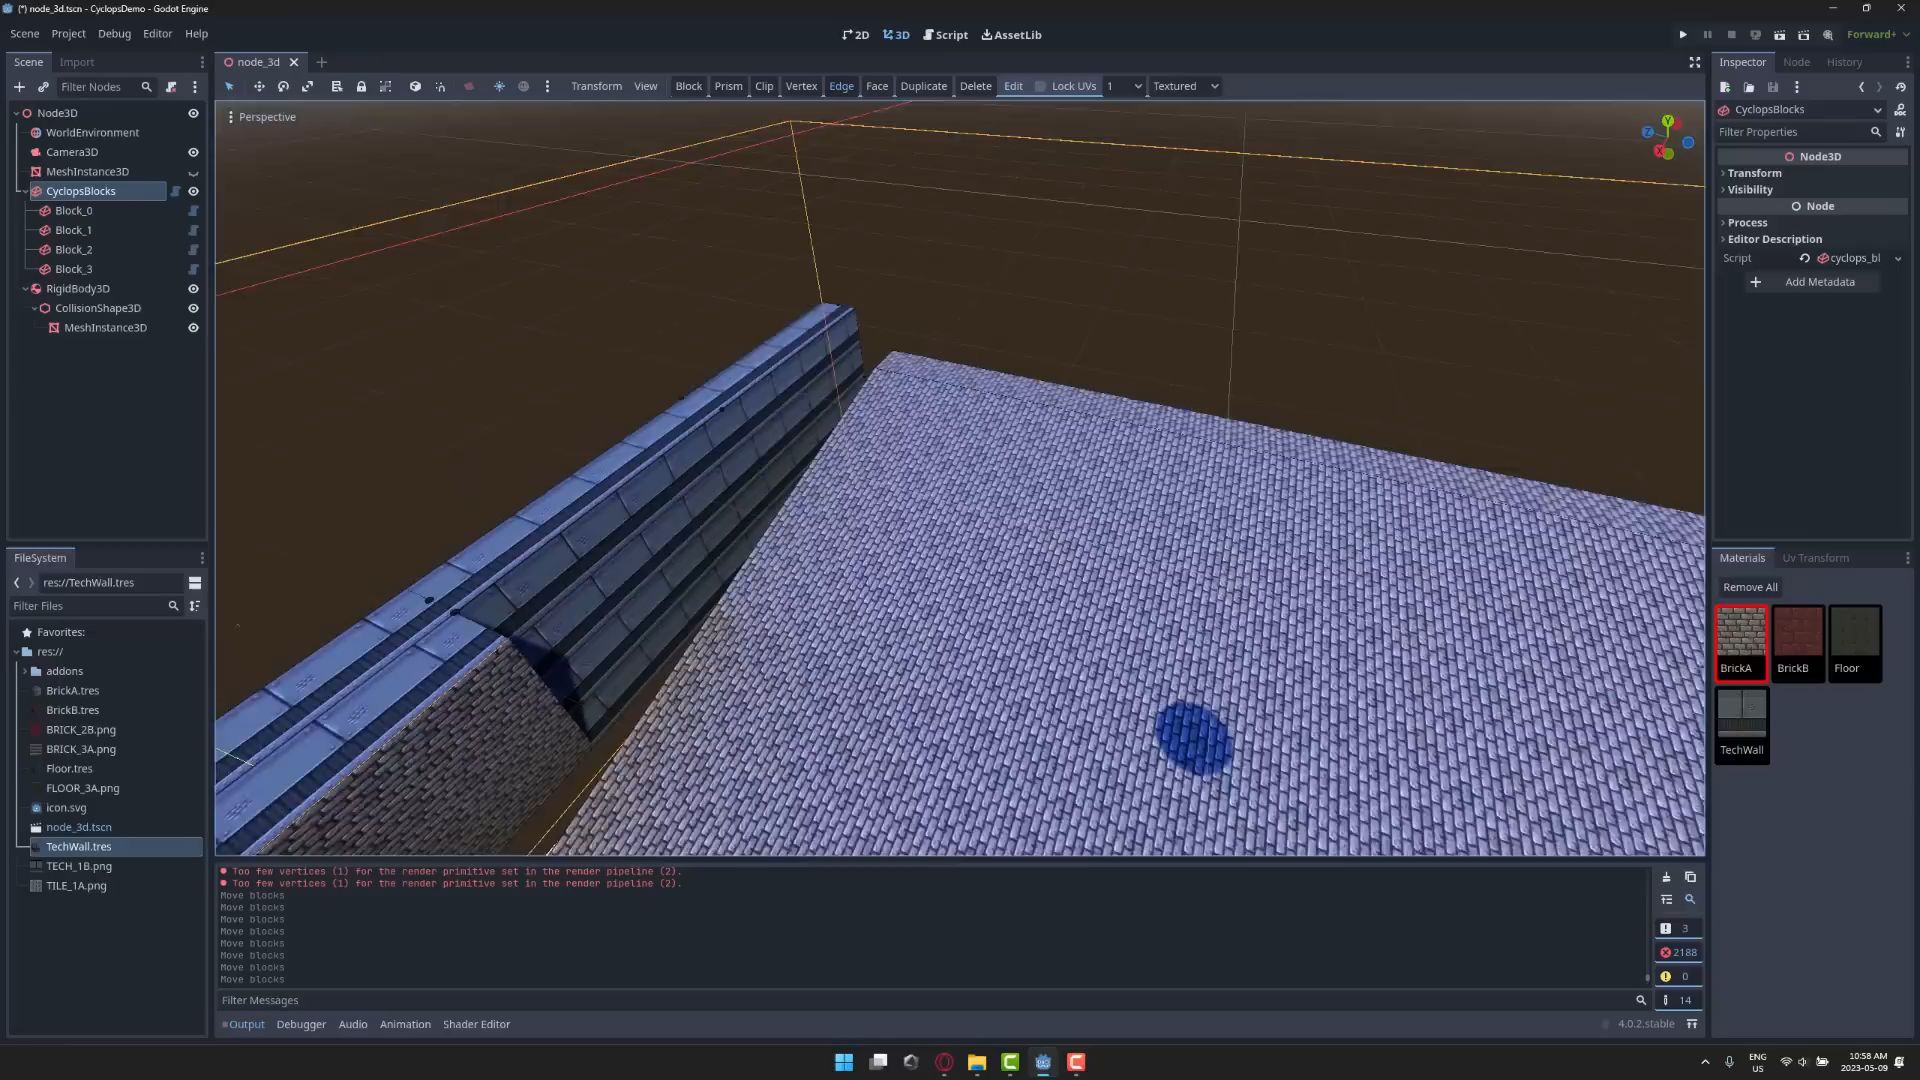 (*) node_3d.tscn - CyclopsDemo - Godot Engine
Scene Project Debug Editor Help
2D 3D Script AssetLib
Forward+
Scene Import
node_3d
Inspector Node History
Filter Nodes
Transform View Block Prism Clip Vertex Edge Face Duplicate Delete Edit Lock UVs 1 Textured
Perspective
Y
Z
X
Node3D
WorldEnvironment
Camera3D
MeshInstance3D
CyclopsBlocks
Block_0
Block_1
Block_2
Block_3
RigidBody3D
CollisionShape3D
MeshInstance3D
CyclopsBlocks
Filter Properties
Node3D
Transform
Visibility
Node
Process
Editor Description
Script cyclops_bl
Add Metadata
FileSystem
res://TechWall.tres
Filter Files
Favorites:
res://
addons
BrickA.tres
BrickB.tres
BRICK_2B.png
BRICK_3A.png
Floor.tres
FLOOR_3A.png
icon.svg
node_3d.tscn
TechWall.tres
TECH_1B.png
TILE_1A.png
Materials Uv Transform
Remove All
BrickA BrickB Floor
TechWall
Too few vertices (1) for the render primitive set in the render pipeline (2).
Too few vertices (1) for the render primitive set in the render pipeline (2).
Move blocks
Move blocks
Move blocks
Move blocks
Move blocks
Move blocks
Move blocks
Move blocks
3
2188
0
14
Filter Messages
Output Debugger Audio Animation Shader Editor
4.0.2.stable
ENG
US
10:58 AM
2023-05-09